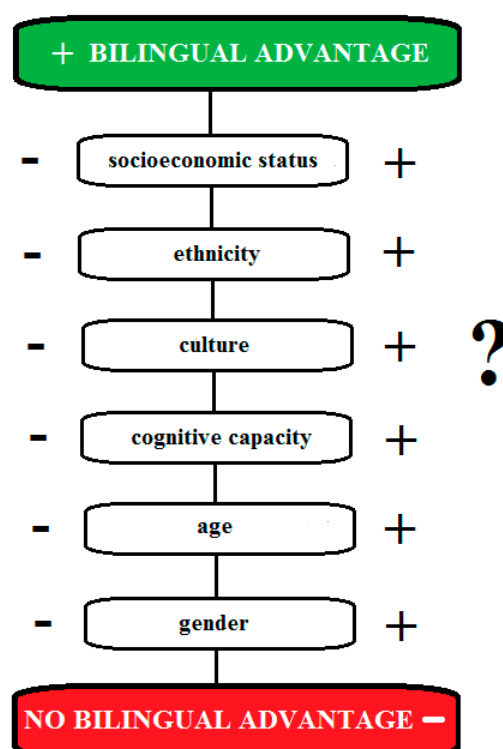 + BILINGUAL ADVANTAGE
- socioeconomic status +
- ethnicity +
- culture + ?
- cognitive capacity +
- age +
- gender +
NO BILINGUAL ADVANTAGE -